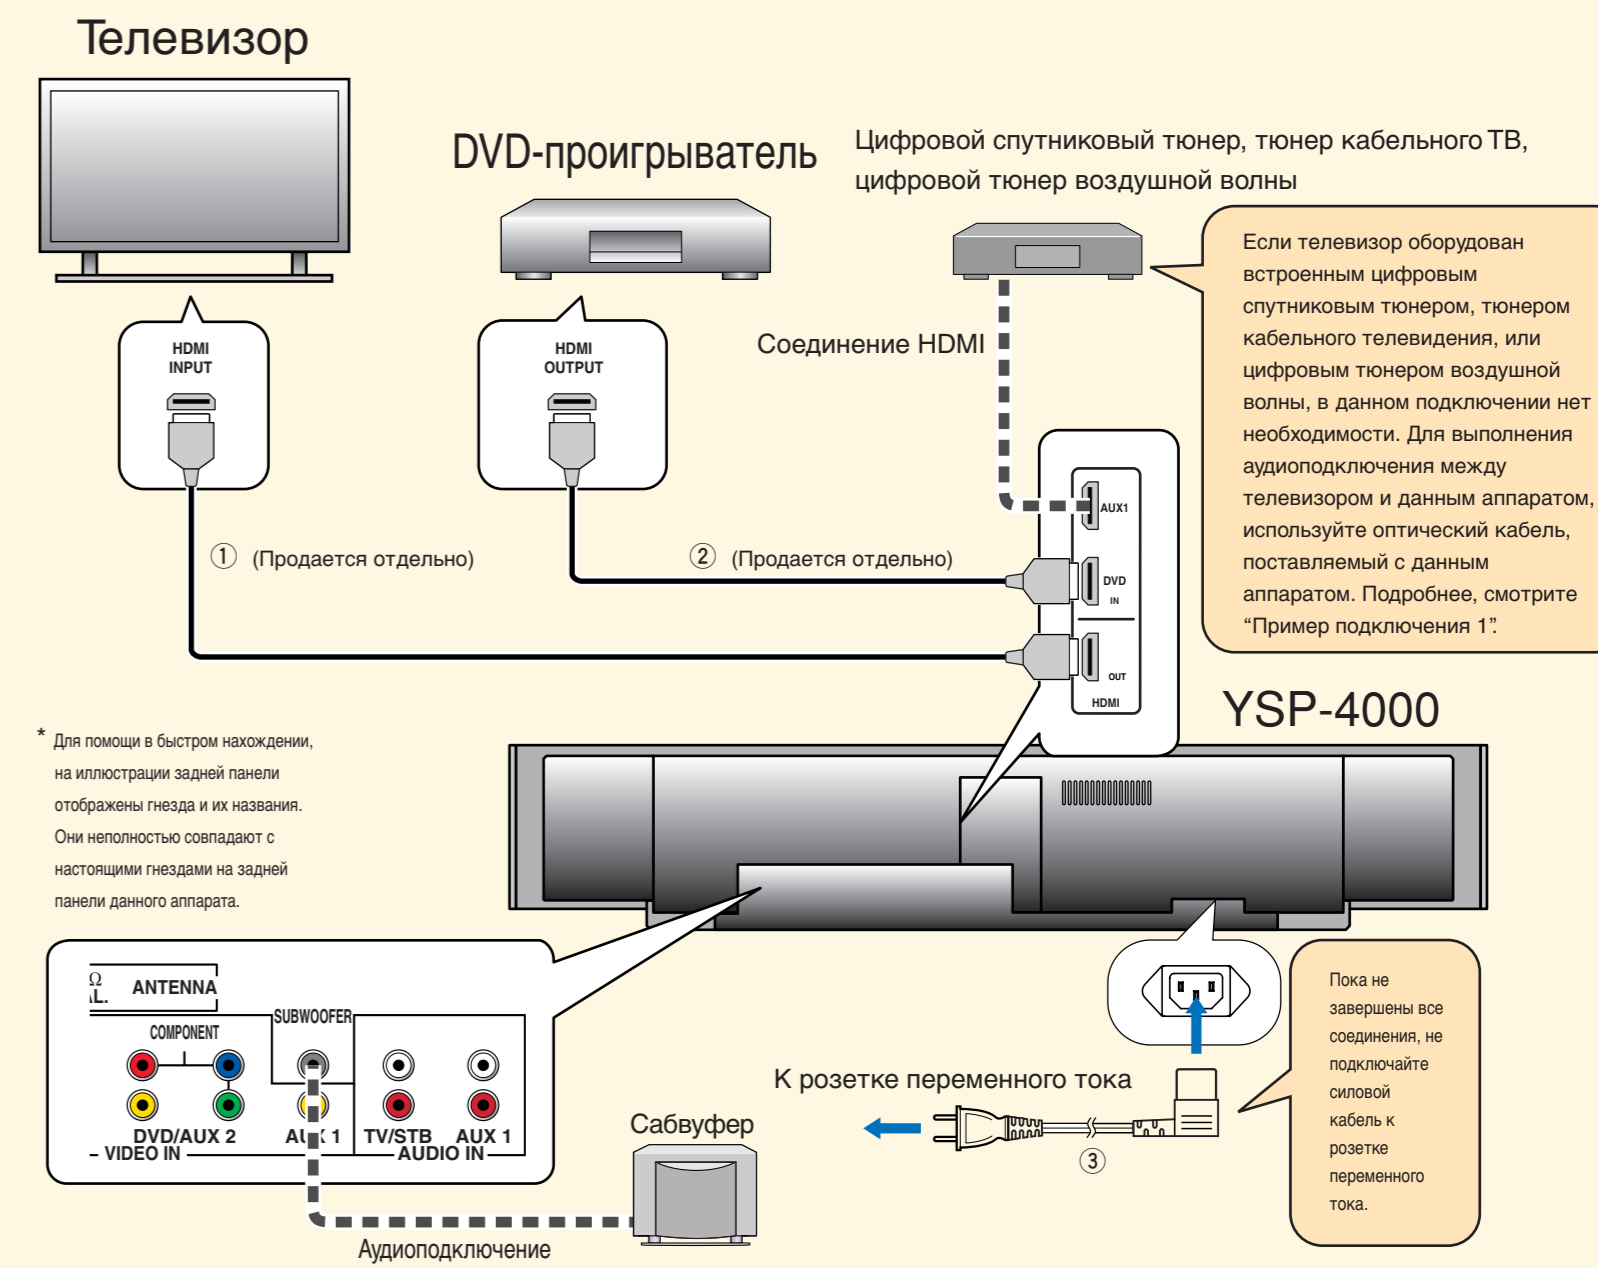 Телевизор
DVD-проигрыватель
Цифровой спутниковый тюнер, тюнер кабельного ТВ,
цифровой тюнер воздушной волны
HDMI
INPUT
HDMI
OUTPUT
Соединение HDMI
Если телевизор оборудован
встроенным цифровым
спутниковым тюнером, тюнером
кабельного телевидения, или
цифровым тюнером воздушной
волны, в данном подключении нет
необходимости. Для выполнения
аудиоподключения между
телевизором и данным аппаратом,
используйте оптический кабель,
поставляемый с данным
аппаратом. Подробнее, смотрите
“Пример подключения 1”.
① (Продается отдельно)
② (Продается отдельно)
AUX1
DVD
IN
OUT
HDMI
YSP-4000
* Для помощи в быстром нахождении,
на иллюстрации задней панели
отображены гнезда и их названия.
Они неполностью совпадают с
настоящими гнездами на задней
панели данного аппарата.
Ω
AL.
ANTENNA
SUBWOOFER
COMPONENT
DVD/AUX 2
AUX 1
TV/STB
AUX 1
VIDEO IN
AUDIO IN
Сабвуфер
Аудиоподключение
К розетке переменного тока
③
Пока не
завершены все
соединения, не
подключайте
силовой
кабель к
розетке
переменного
тока.